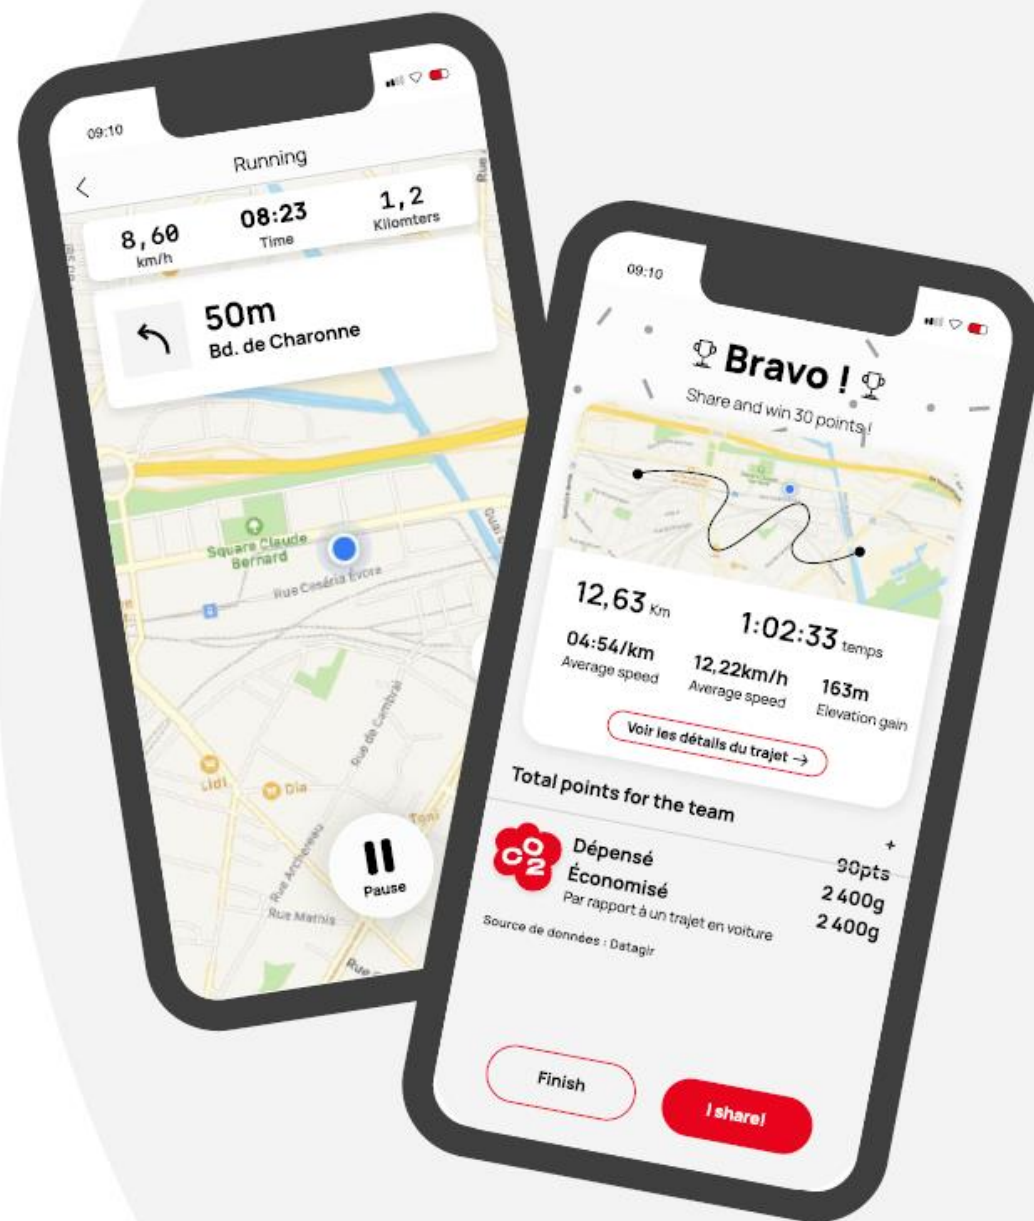 09:10
Running
8,60
km/h
08:23
Time
1,2
Kliomters
50m
Bd. de Charonne
Square Claude
Bernard
Rue Cesária Évora
Rue de Cambrai
Lidl
Dia
Toni
Rue Archereau
Rue Mathis
Pause
09:10
Bravo !
Share and win 30 points !
12,63 Km
1:02:33 temps
04:54/km
Average speed
12,22km/h
Average speed
163m
Elevation gain
Voir les détails du trajet →
Total points for the team
+
90pts
CO2
Dépensé
2 400g
Économisé
2 400g
Par rapport à un trajet en voiture
Source de données : Datagir
Finish
I share!